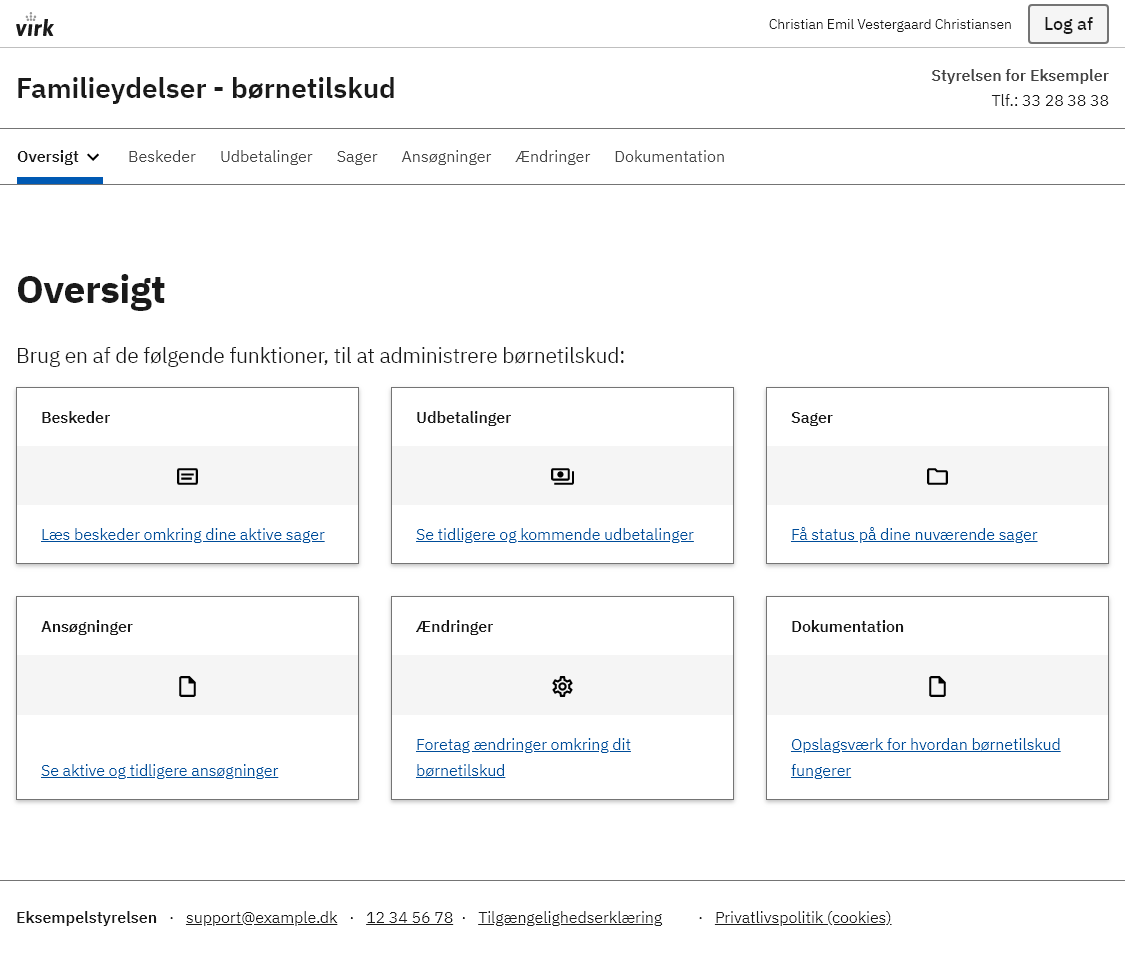 virk
Christian Emil Vestergaard Christiansen
Log af
Familieydelser - børnetilskud
Styrelsen for Eksempler
Tlf.: 33 28 38 38
Oversigt Beskeder Udbetalinger Sager Ansøgninger Ændringer Dokumentation
Oversigt
Brug en af de følgende funktioner, til at administrere børnetilskud:
Beskeder
Læs beskeder omkring dine aktive sager
Udbetalinger
Se tidligere og kommende udbetalinger
Sager
Få status på dine nuværende sager
Ansøgninger
Se aktive og tidligere ansøgninger
Ændringer
Foretag ændringer omkring dit
børnetilskud
Dokumentation
Opslagsværk for hvordan børnetilskud
fungerer
Eksempelstyrelsen · support@example.dk · 12 34 56 78 · Tilgængelighedserklæring · Privatlivspolitik (cookies)